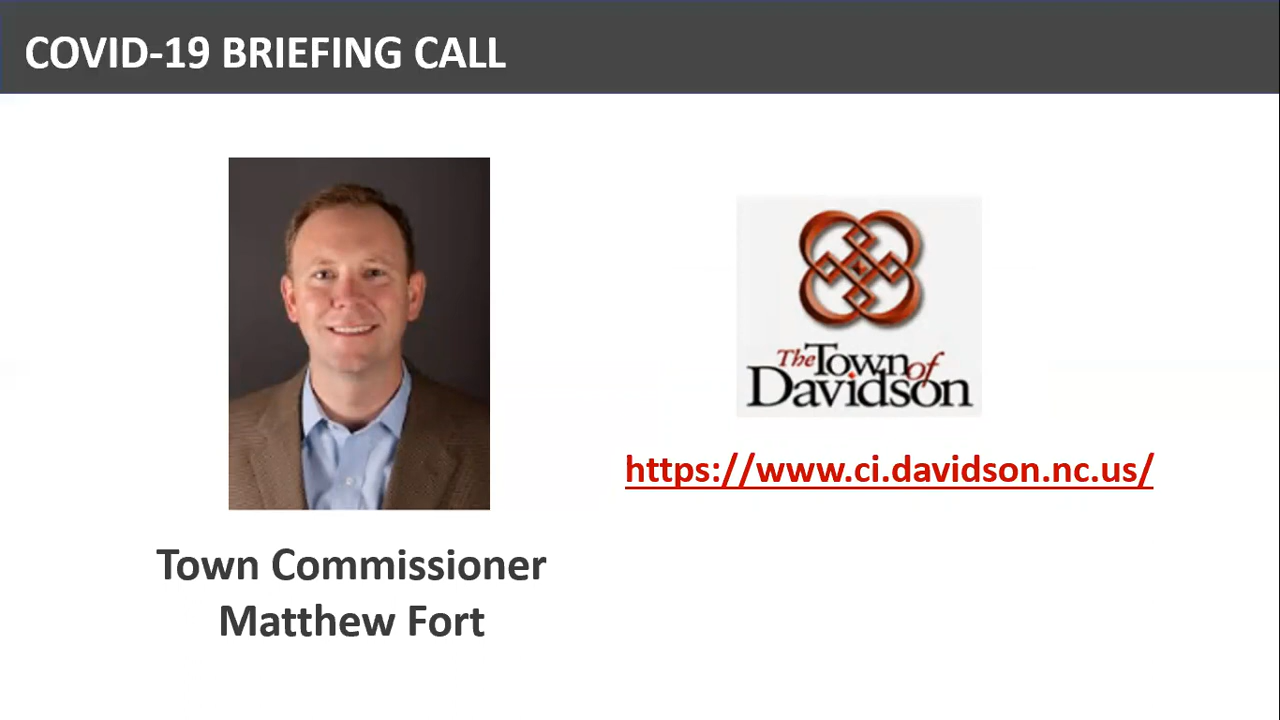 COVID-19 BRIEFING CALL
The Town of
Davidson
https://www.ci.davidson.nc.us/
Town Commissioner
Matthew Fort